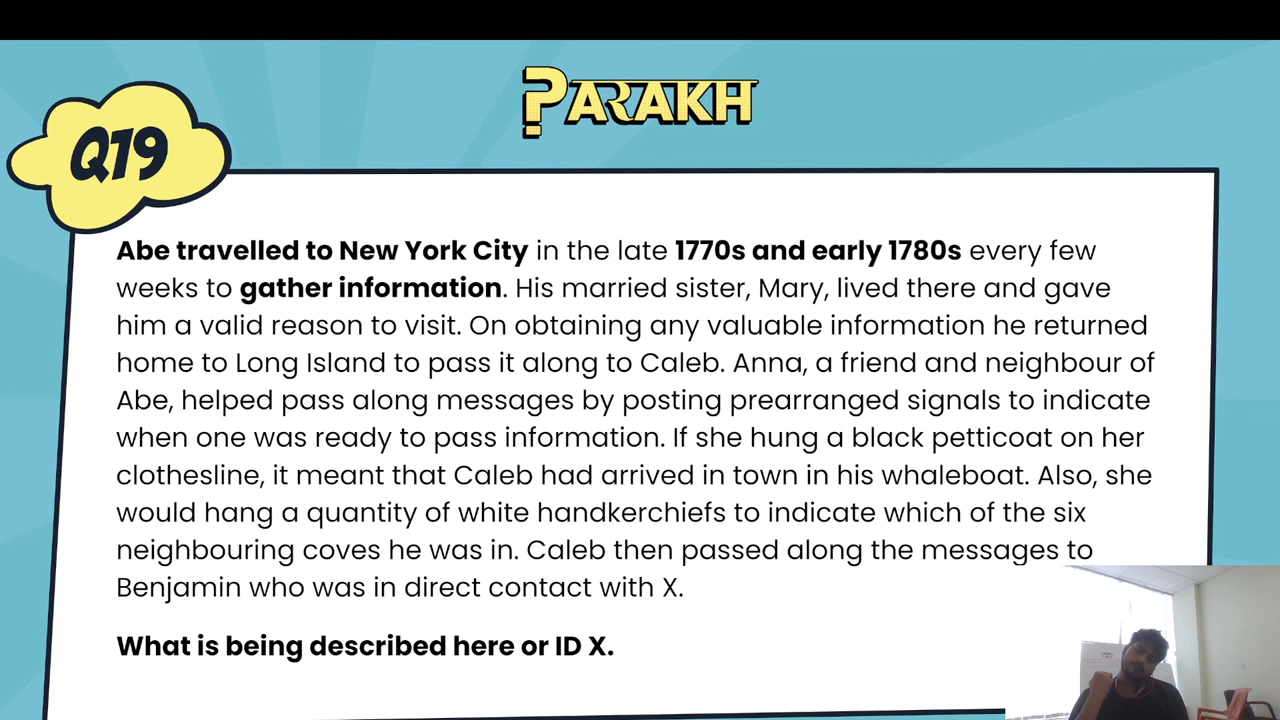 ?ARAKH
Q19
Abe travelled to New York City in the late 1770s and early 1780s every few
weeks to gather information. His married sister, Mary, lived there and gave
him a valid reason to visit. On obtaining any valuable information he returned
home to Long Island to pass it along to Caleb. Anna, a friend and neighbour of
Abe, helped pass along messages by posting prearranged signals to indicate
when one was ready to pass information. If she hung a black petticoat on her
clothesline, it meant that Caleb had arrived in town in his whaleboat. Also, she
would hang a quantity of white handkerchiefs to indicate which of the six
neighbouring coves he was in. Caleb then passed along the messages to
Benjamin who was in direct contact with X.
What is being described here or ID X.